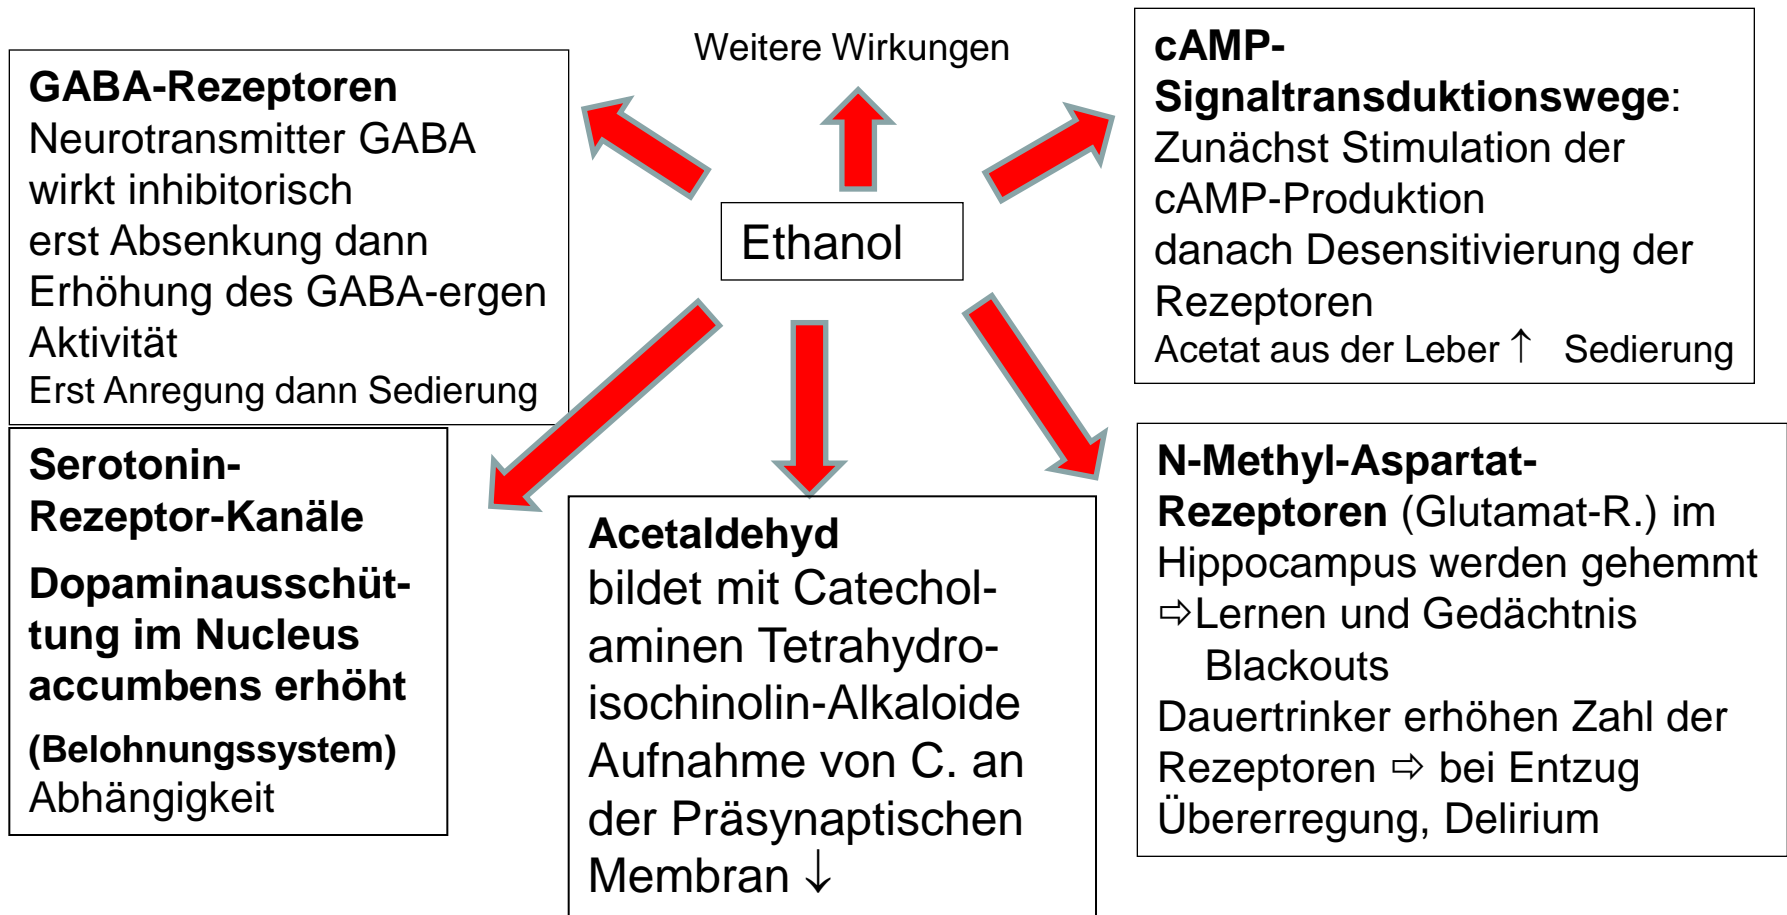 Weitere Wirkungen
GABA-Rezeptoren
Neurotransmitter GABA
wirkt inhibitorisch
erst Absenkung dann
Erhöhung des GABA-ergen
Aktivität
Erst Anregung dann Sedierung
cAMP-
Signaltransduktionswege:
Zunächst Stimulation der
cAMP-Produktion
danach Desensitivierung der
Rezeptoren
Acetat aus der Leber ↑ Sedierung
Ethanol
Serotonin-
Rezeptor-Kanäle
Dopaminausschüt-
tung im Nucleus
accumbens erhöht
(Belohnungssystem)
Abhängigkeit
Acetaldehyd
bildet mit Catechol-
aminen Tetrahydro-
isochinolin-Alkaloide
Aufnahme von C. an
der Präsynaptischen
Membran ↓
N-Methyl-Aspartat-
Rezeptoren (Glutamat-R.) im
Hippocampus werden gehemmt
⇨Lernen und Gedächtnis
Blackouts
Dauertrinker erhöhen Zahl der
Rezeptoren ⇨ bei Entzug
Übererregung, Delirium